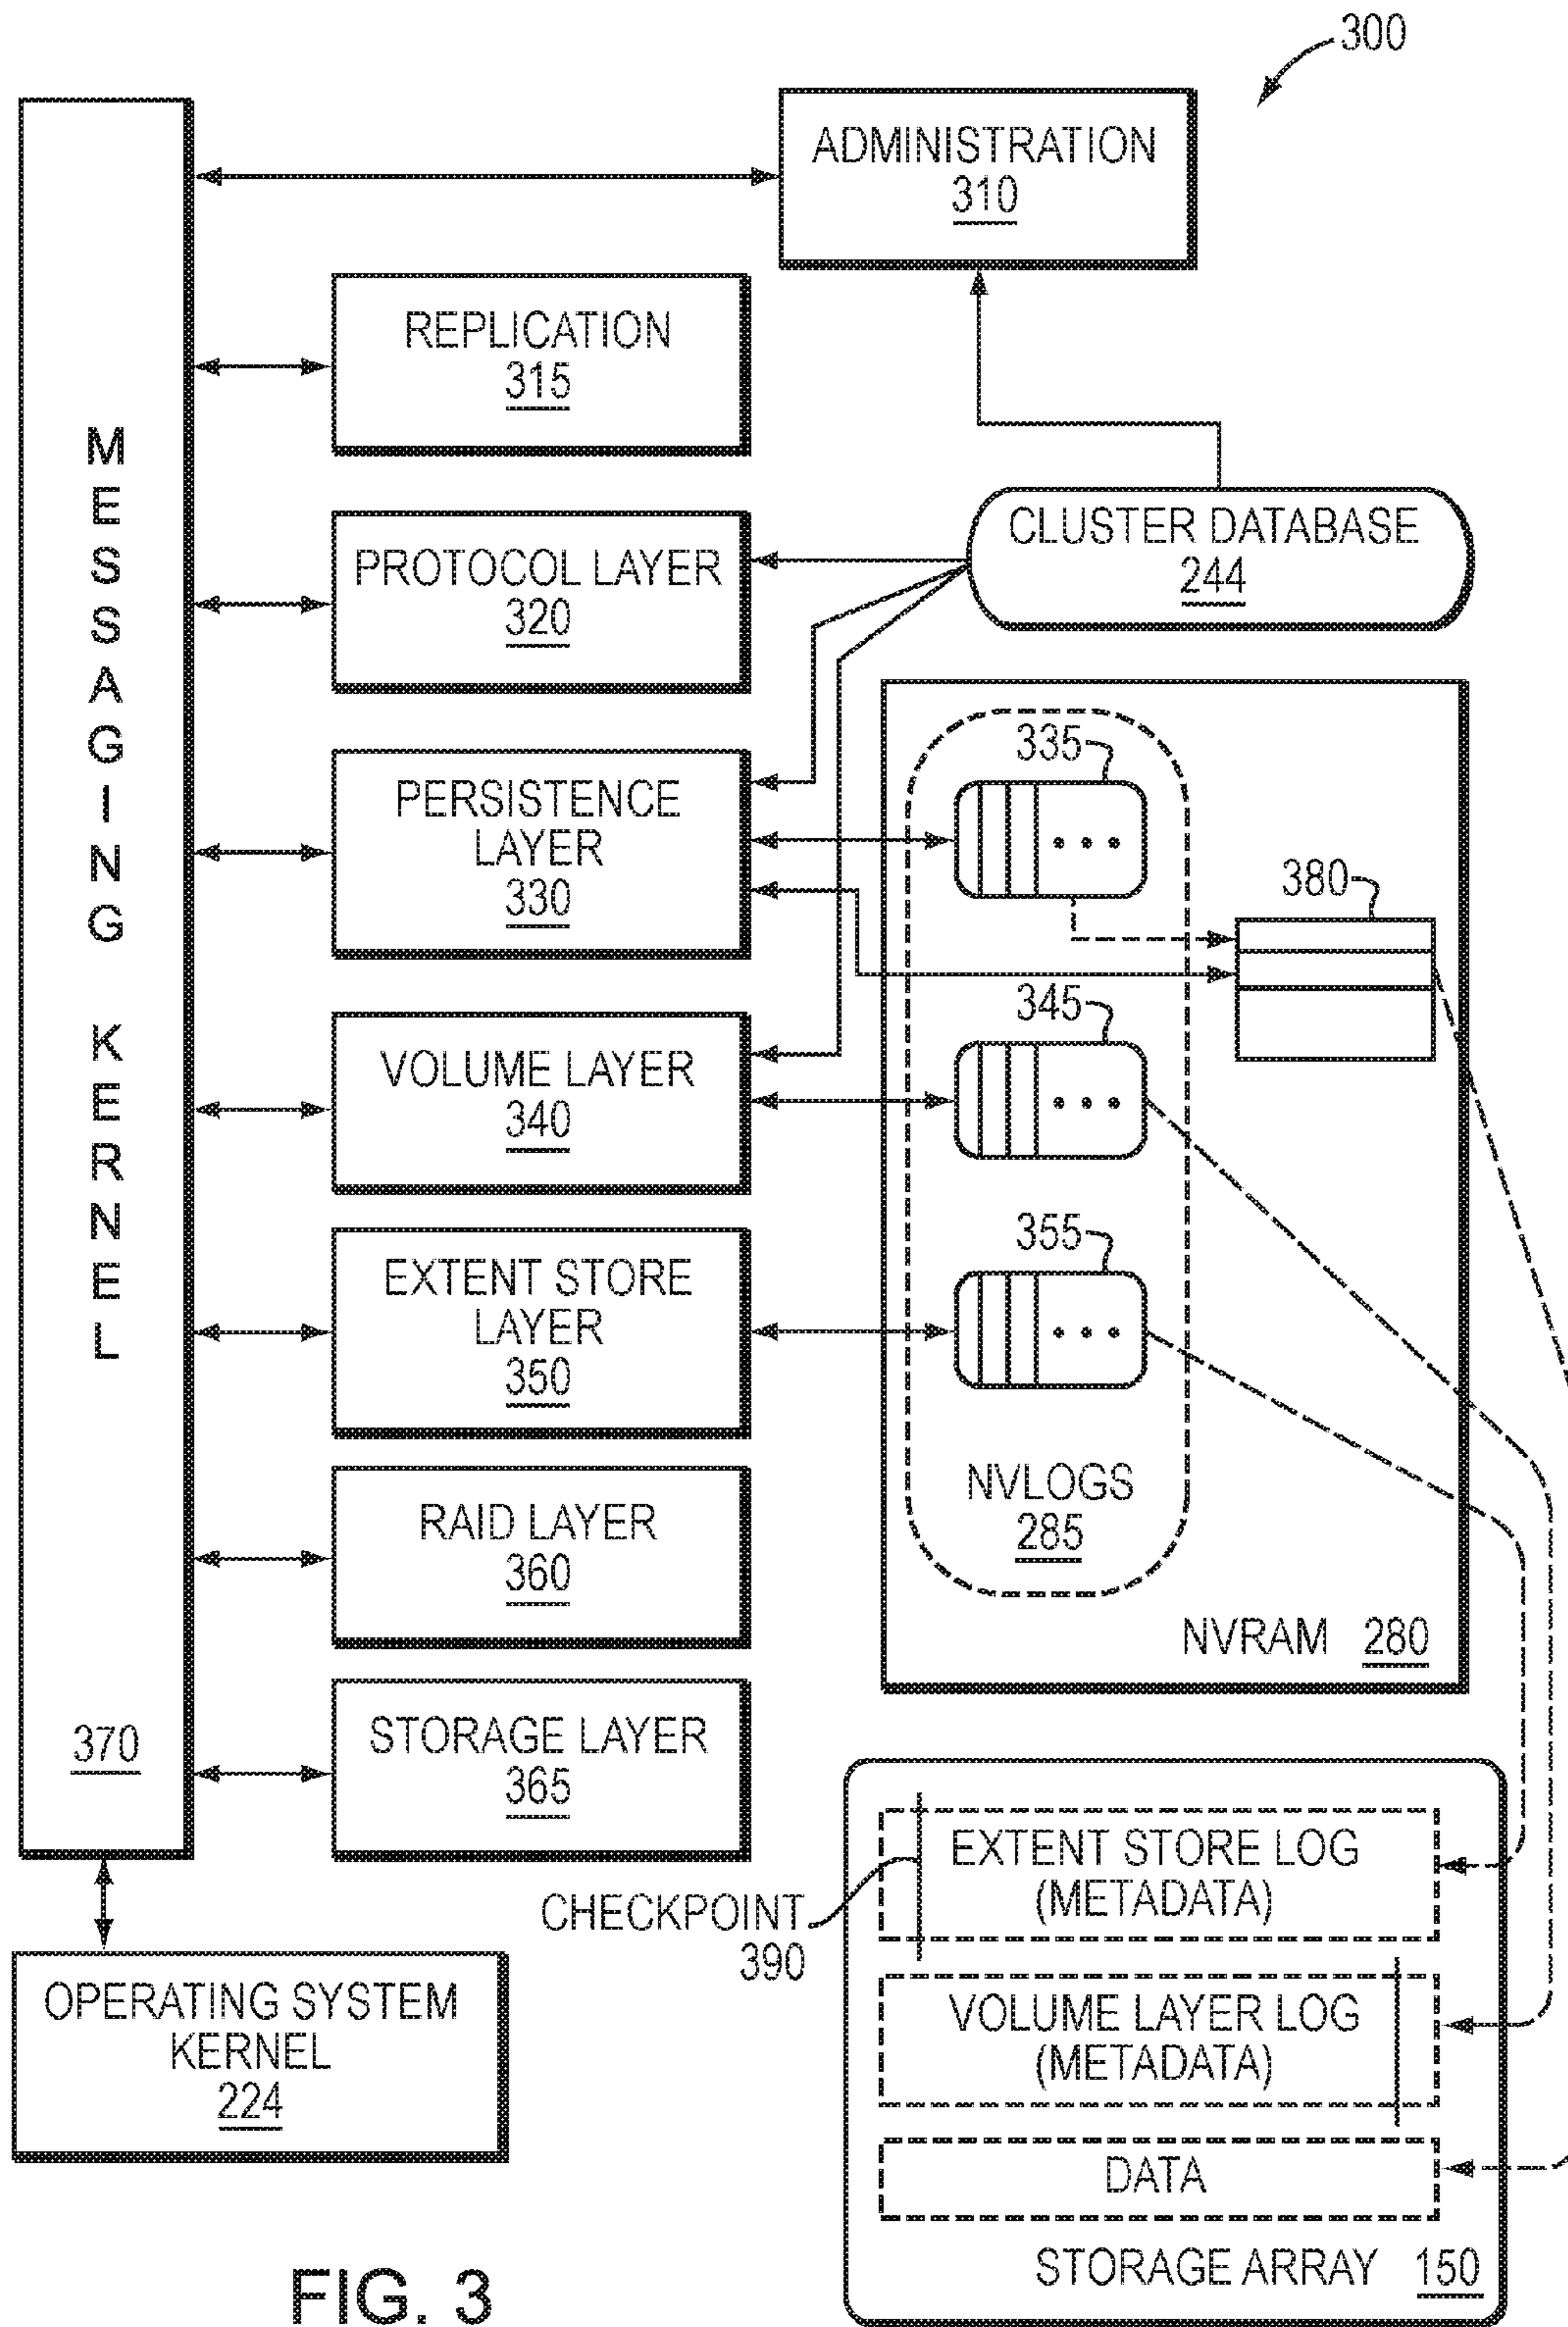 300
ADMINISTRATION
310
REPLICATION
315
MESSAGING KERNEL
370
PROTOCOL LAYER
320
CLUSTER DATABASE
244
PERSISTENCE
LAYER
330
335
380
VOLUME LAYER
340
345
EXTENT STORE
LAYER
350
355
NVLOGS
285
RAID LAYER
360
NVRAM 280
STORAGE LAYER
365
EXTENT STORE LOG
(METADATA)
CHECKPOINT
390
OPERATING SYSTEM
KERNEL
224
VOLUME LAYER LOG
(METADATA)
DATA
STORAGE ARRAY 150
FIG. 3